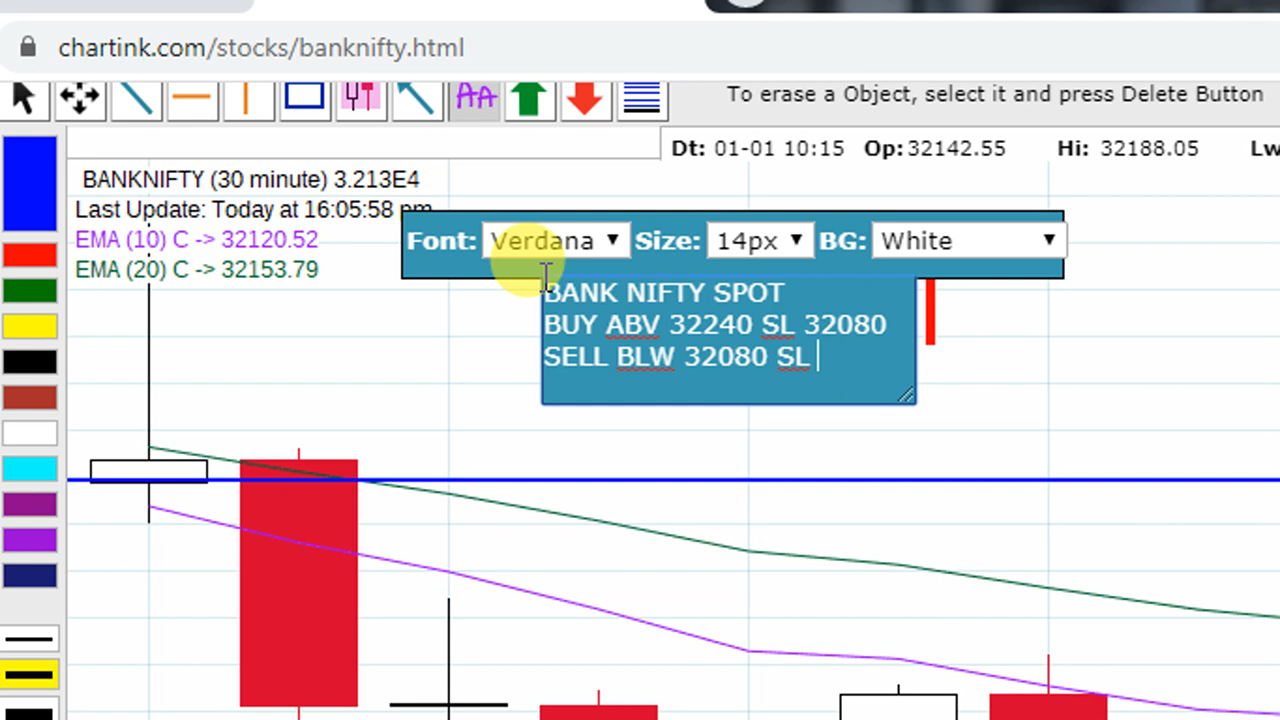 chartink.com/stocks/banknifty.html
AA
To erase a Object, select it and press Delete Button
Dt: 01-01 10:15 Op:32142.55 Hi: 32188.05 Lw
BANKNIFTY (30 minute) 3.213E4
Last Update: Today at 16:05:58 pm
EMA (10) C -> 32120.52
EMA (20) C -> 32153.79
Font: Verdana Size: 14px BG: White
BANK NIFTY SPOT
BUY ABV 32240 SL 32080
SELL BLW 32080 SL